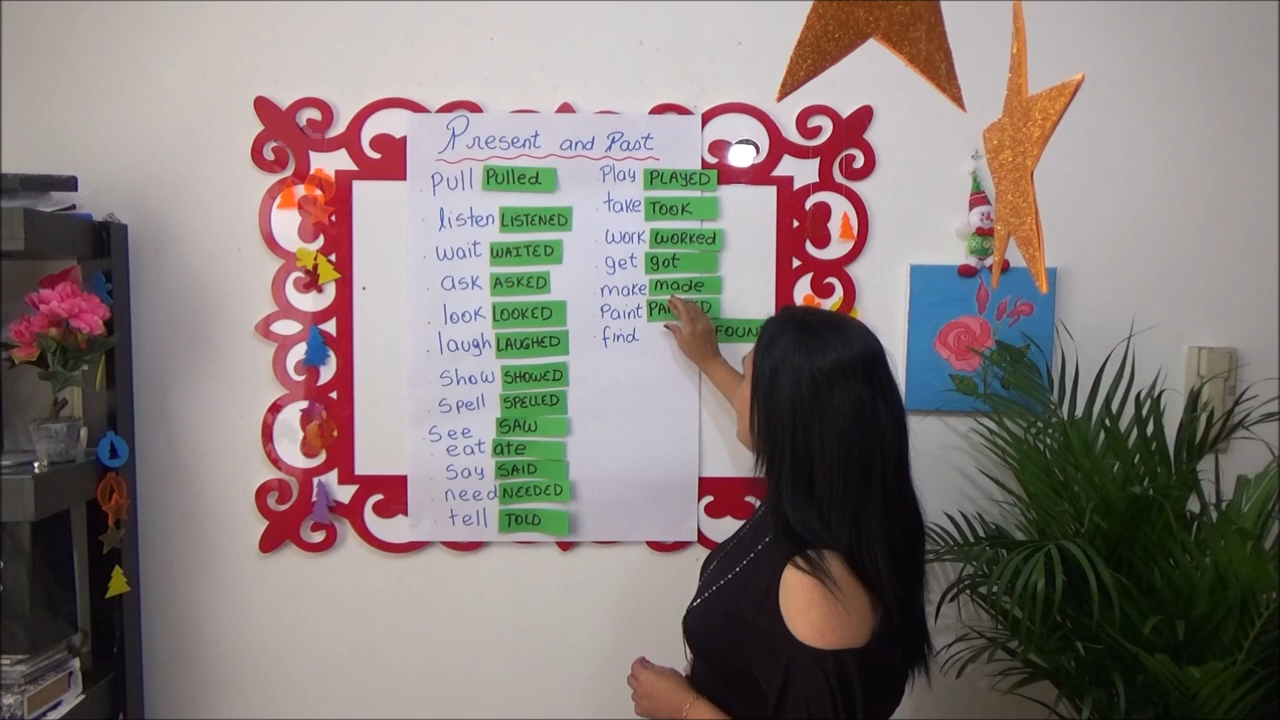 Present and Past
Pull Pulled
listen LISTENED
wait WAITED
ask ASKED
look LOOKED
laugh LAUGHED
Show SHOWED
Spell SPELLED
See SAW
eat ate
Say SAID
need NEEDED
tell TOLD
Play PLAYED
take TOOK
work worked
get got
make made
Paint
find